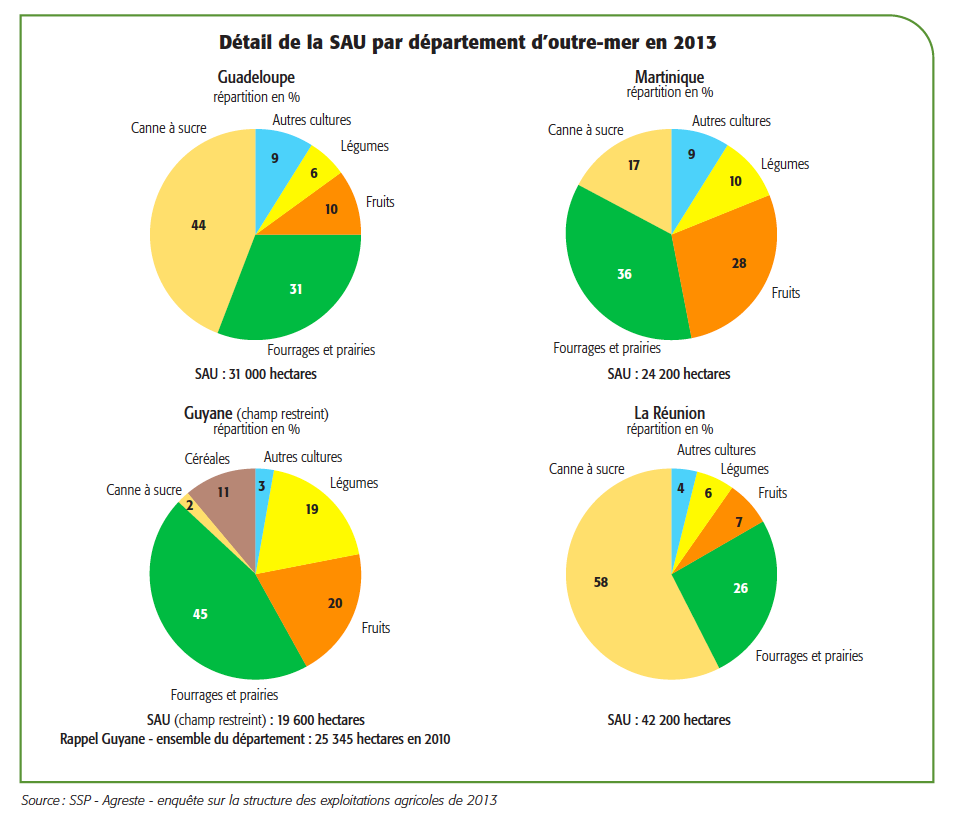 Détail de la SAU par département d'outre-mer en 2013
Guadeloupe
répartition en %
Canne à sucre
Autres cultures
Légumes
Fruits
Fourrages et prairies
9
6
10
31
44
SAU : 31 000 hectares
Martinique
répartition en %
Canne à sucre
Autres cultures
Légumes
Fruits
Fourrages et prairies
9
10
28
36
17
SAU : 24 200 hectares
Guyane (champ restreint)
répartition en %
Céréales
Autres cultures
Canne à sucre
Légumes
Fruits
Fourrages et prairies
3
19
20
45
2
11
SAU (champ restreint) : 19 600 hectares
Rappel Guyane - ensemble du département : 25 345 hectares en 2010
La Réunion
répartition en %
Canne à sucre
Autres cultures
Légumes
Fruits
Fourrages et prairies
4
6
7
26
58
SAU : 42 200 hectares
Source : SSP - Agreste - enquête sur la structure des exploitations agricoles de 2013